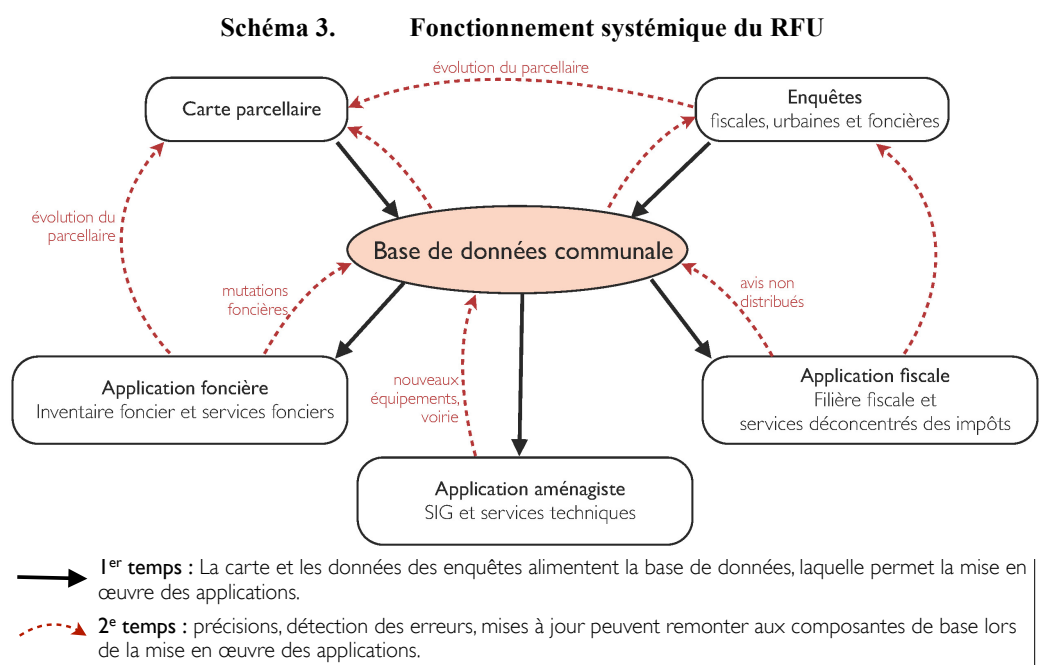 Schéma 3. Fonctionnement systémique du RFU
évolution du parcellaire
Carte parcellaire
Enquêtes
fiscales, urbaines et foncières
évolution du
parcellaire
Base de données communale
mutations
foncières
avis non
distribués
Application foncière
Inventaire foncier et services fonciers
nouveaux
équipements,
voirie
Application fiscale
Filière fiscale et
services déconcentrés des impôts
Application aménagiste
SIG et services techniques
1er temps : La carte et les données des enquêtes alimentent la base de données, laquelle permet la mise en
œuvre des applications.
2e temps : précisions, détection des erreurs, mises à jour peuvent remonter aux composantes de base lors
de la mise en œuvre des applications.